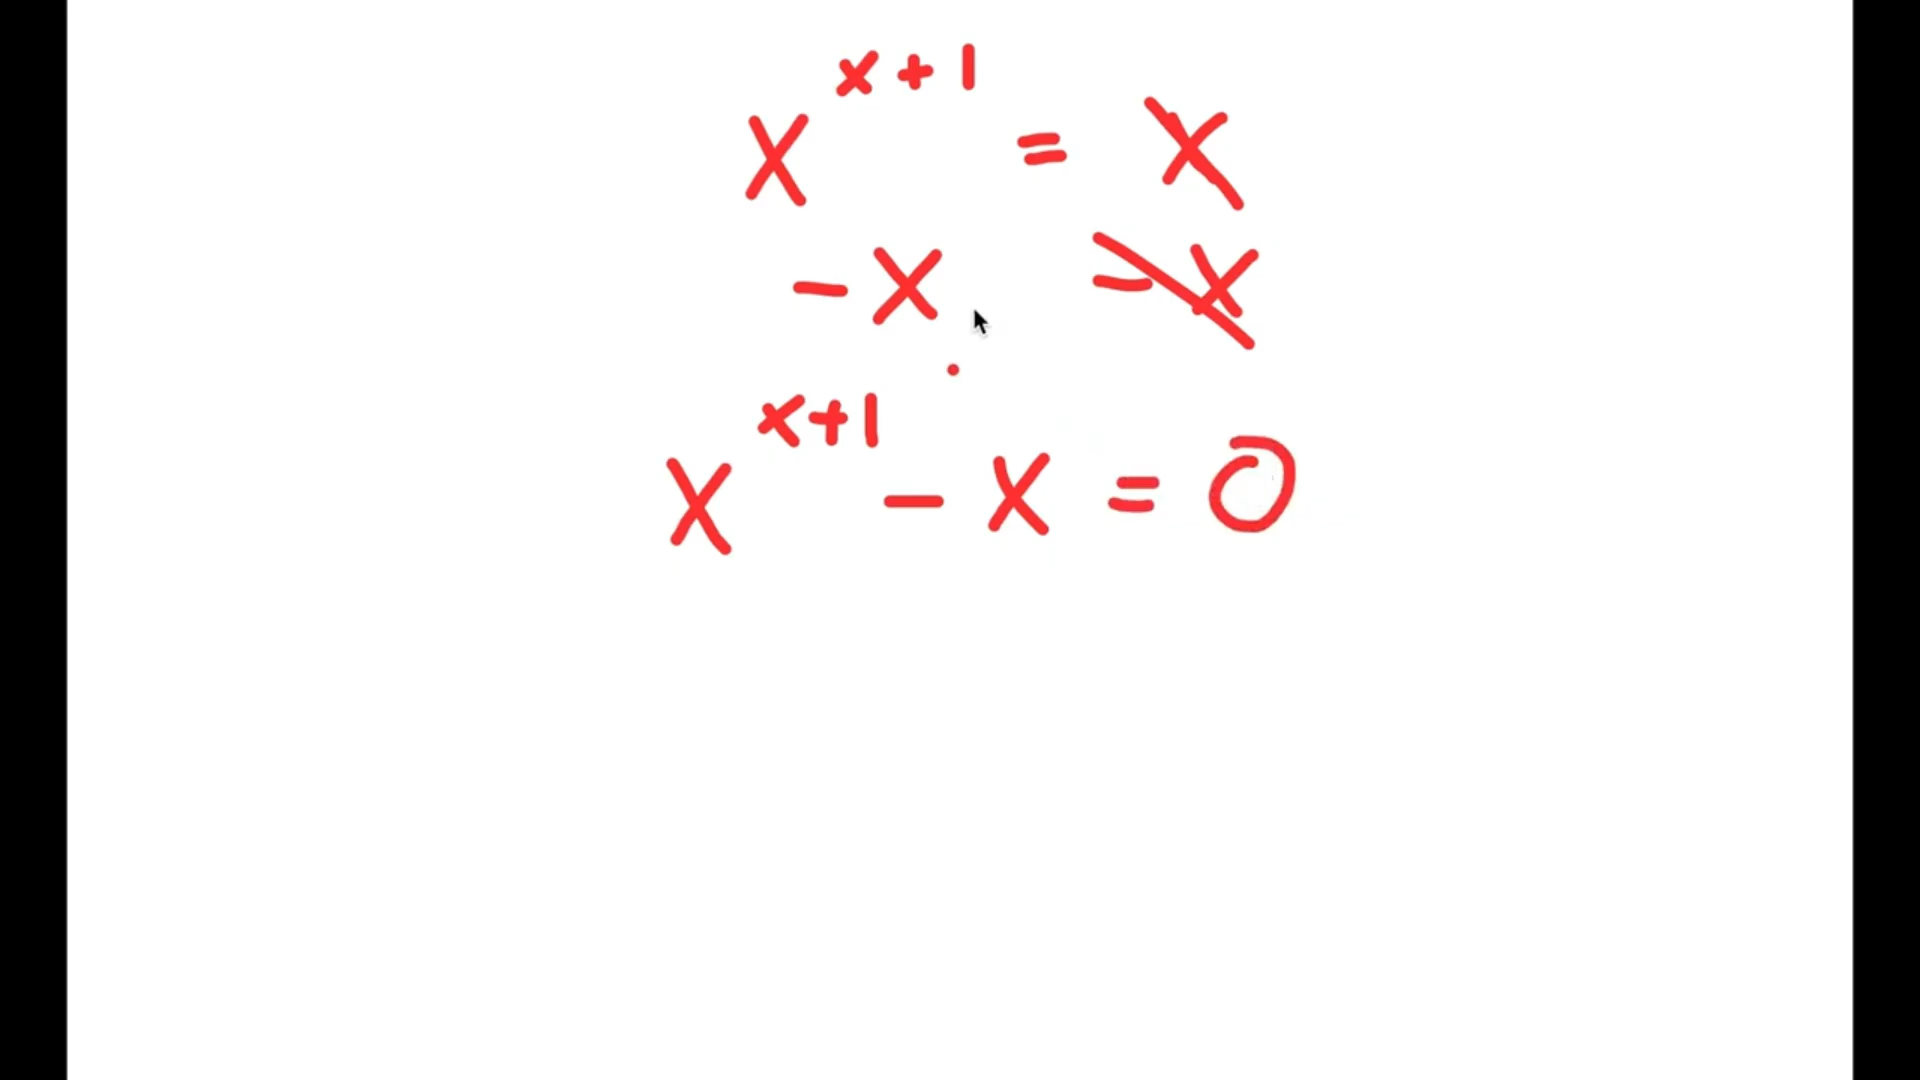 x^{x+1} = x
- x - x
x^{x+1} - x = 0